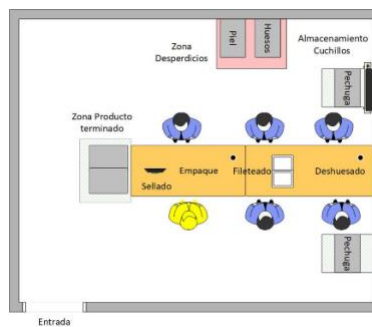 Zona
Desperdicios
Piel
Huesos
Almacenamiento
Cuchillos
Pechuga
Zona Producto
terminado
Empaque
Fileteado
Deshuesado
Sellado
Pechuga
Entrada